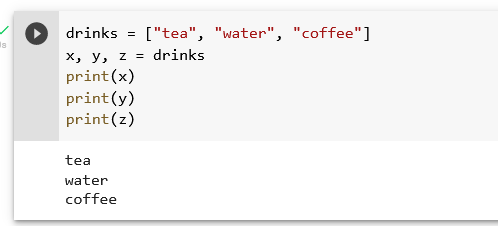 drinks = ["tea", "water", "coffee"]
x, y, z = drinks
print(x)
print(y)
print(z)
tea
water
coffee